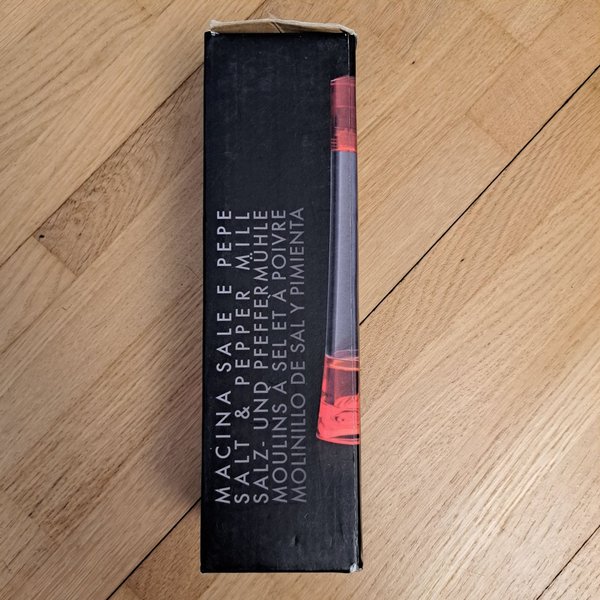 MACINA SALE E PEPE
SALT & PEPPER MILL
SALZ- UND PFEFFERMÜHLE
MOULINS À SEL ET À POIVRE
MOLINILLO DE SAL Y PIMIENTA